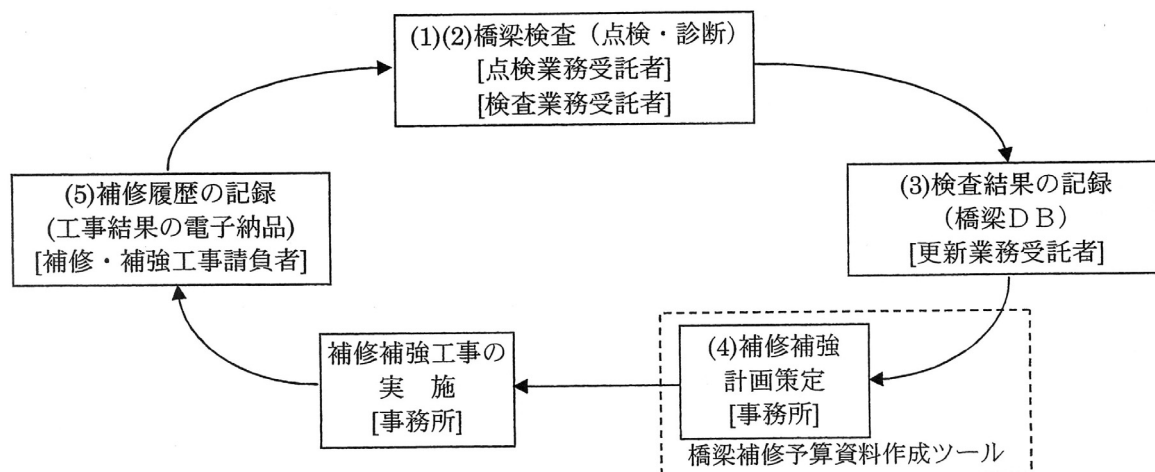 (1)(2)橋梁検査（点検・診断）
[点検業務受託者]
[検査業務受託者]
(3)検査結果の記録
（橋梁ＤＢ）
[更新業務受託者]
(4)補修補強
計画策定
[事務所]
橋梁補修予算資料作成ツール
補修補強工事の
実　施
[事務所]
(5)補修履歴の記録
(工事結果の電子納品)
[補修・補強工事請負者]